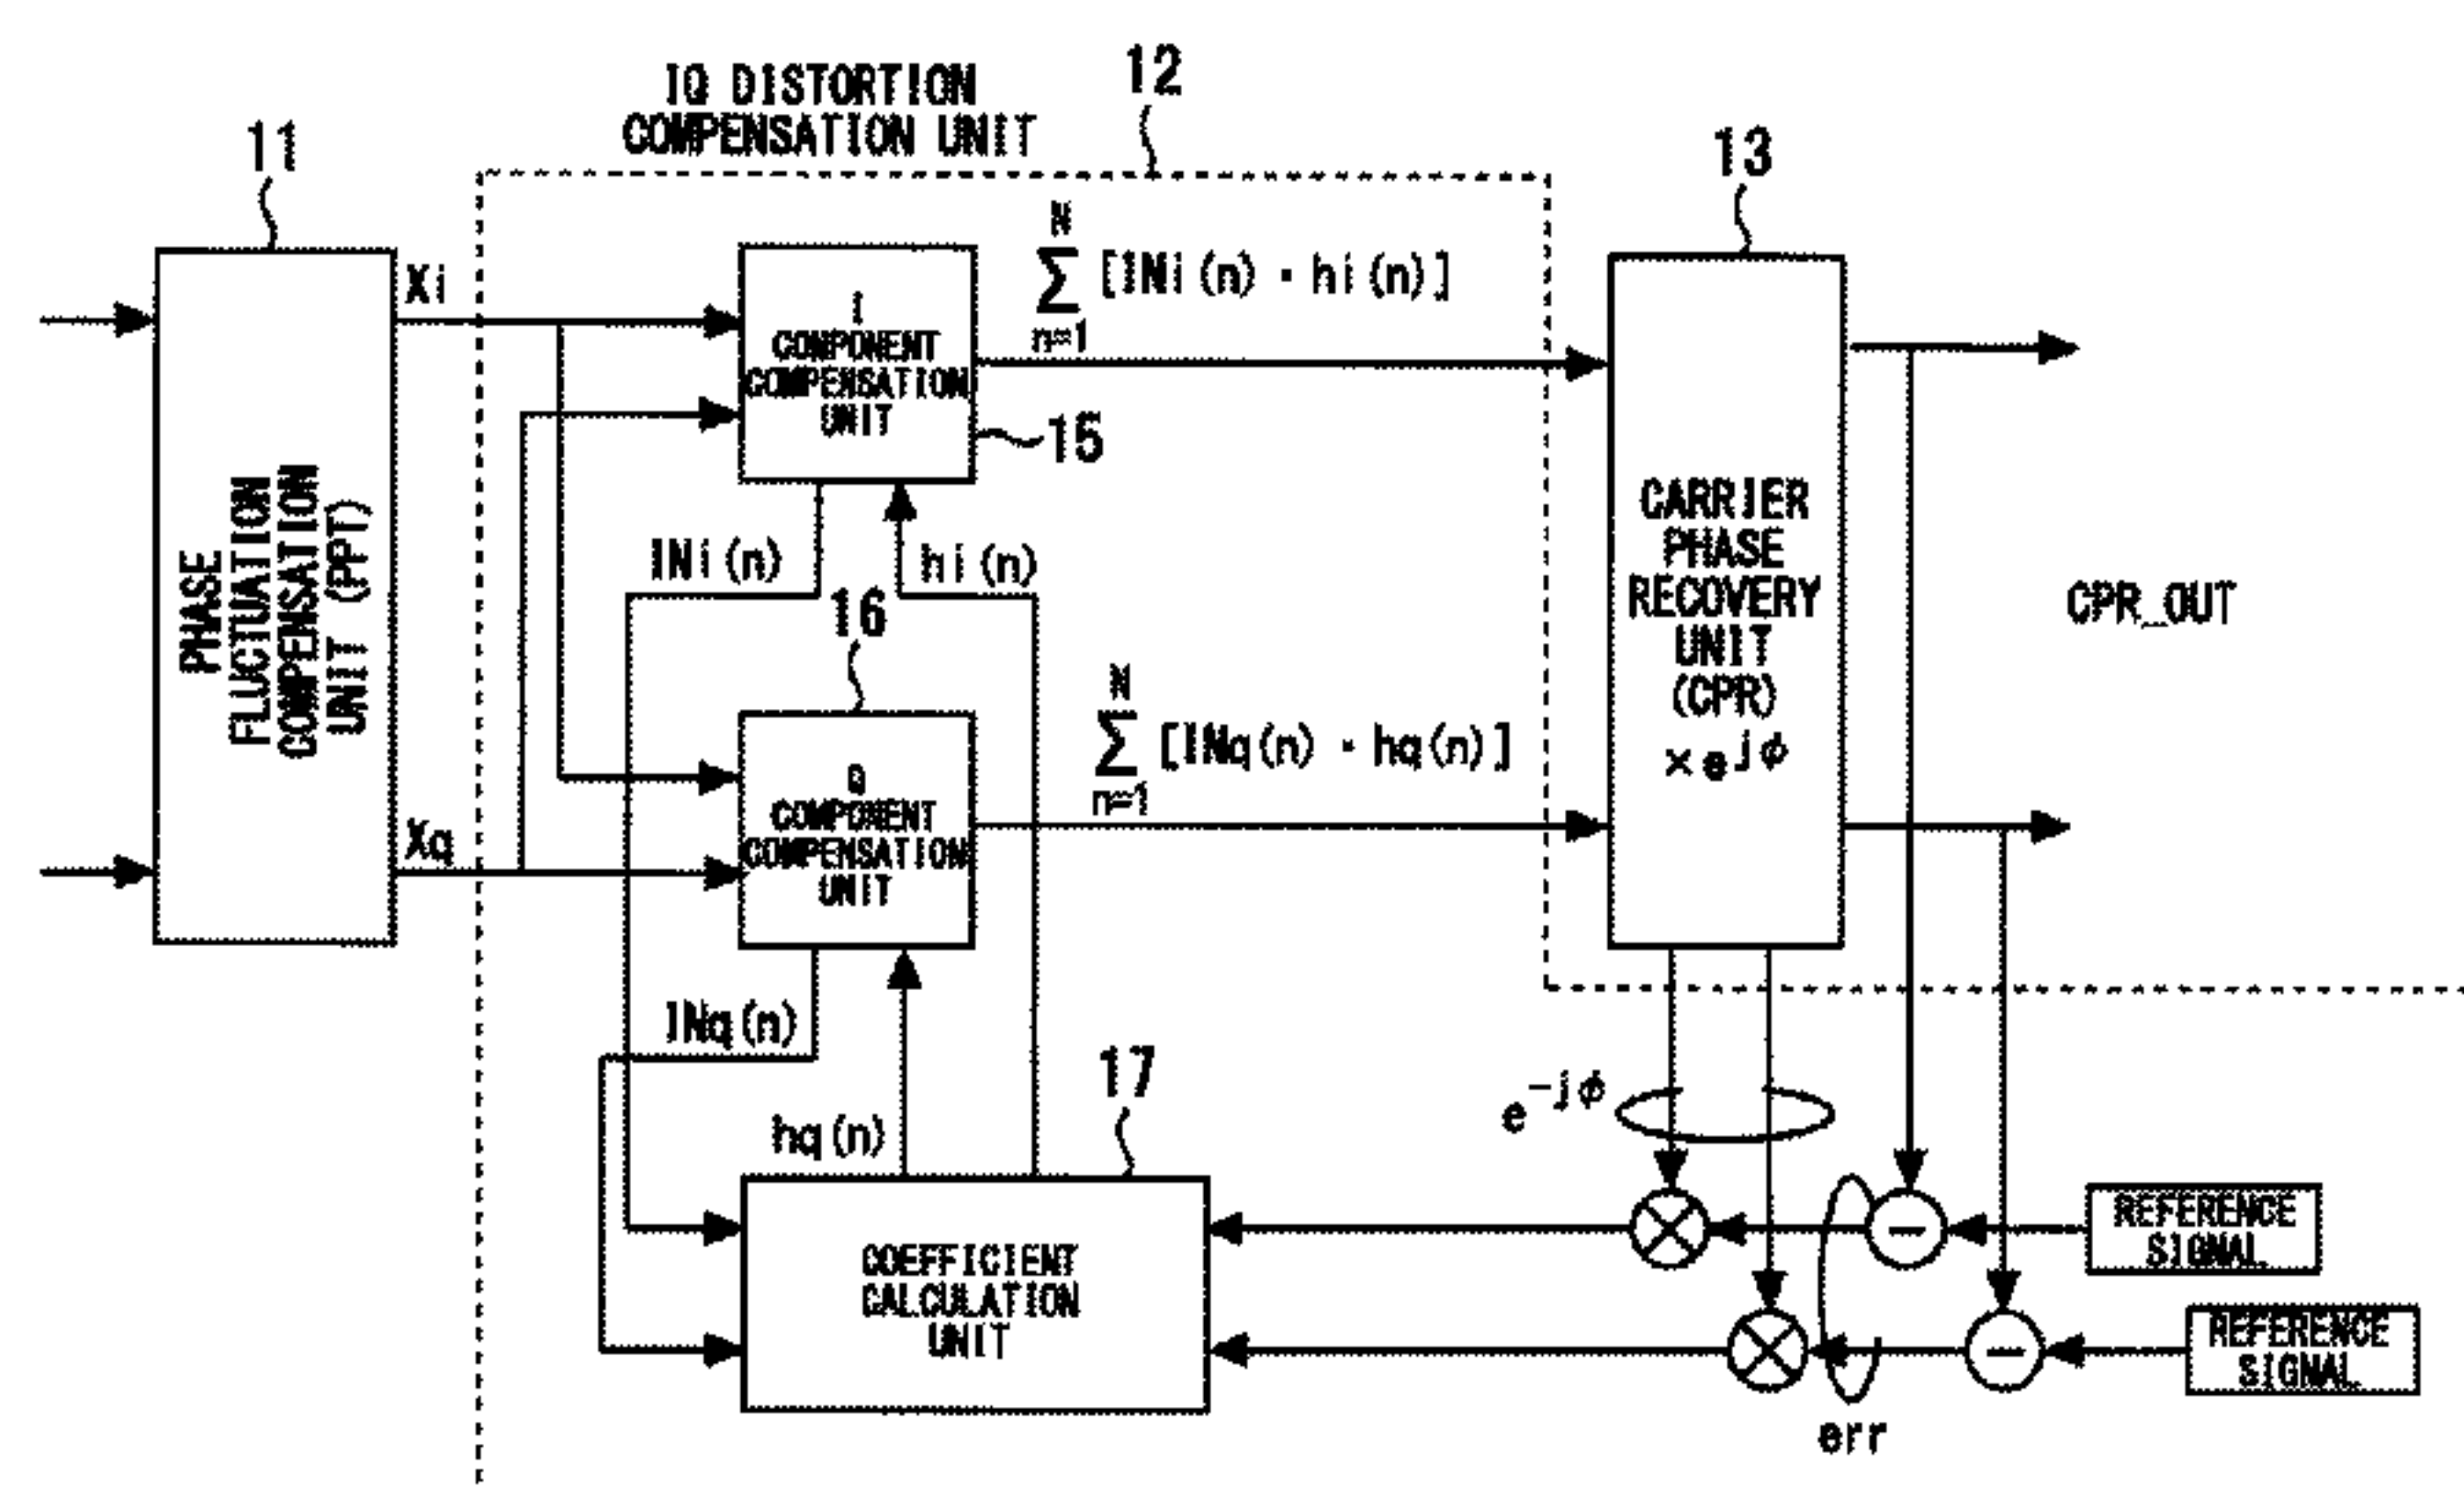 12
IQ DISTORTION
COMPENSATION UNIT
11
13
Xi
I
COMPONENT
COMPENSATION
UNIT
15
N
Σ [INi(n)・hi(n)]
n=1
PHASE
FLUCTUATION
COMPENSATION
UNIT (PPT)
CARRIER
PHASE
RECOVERY
UNIT
(CPR)
×e^jφ
CPR_OUT
INi(n)
hi(n)
16
N
Σ [INq(n)・hq(n)]
n=1
Q
COMPONENT
COMPENSATION
UNIT
Xq
INq(n)
hq(n)
17
e^-jφ
COEFFICIENT
CALCULATION
UNIT
REFERENCE
SIGNAL
REFERENCE
SIGNAL
err